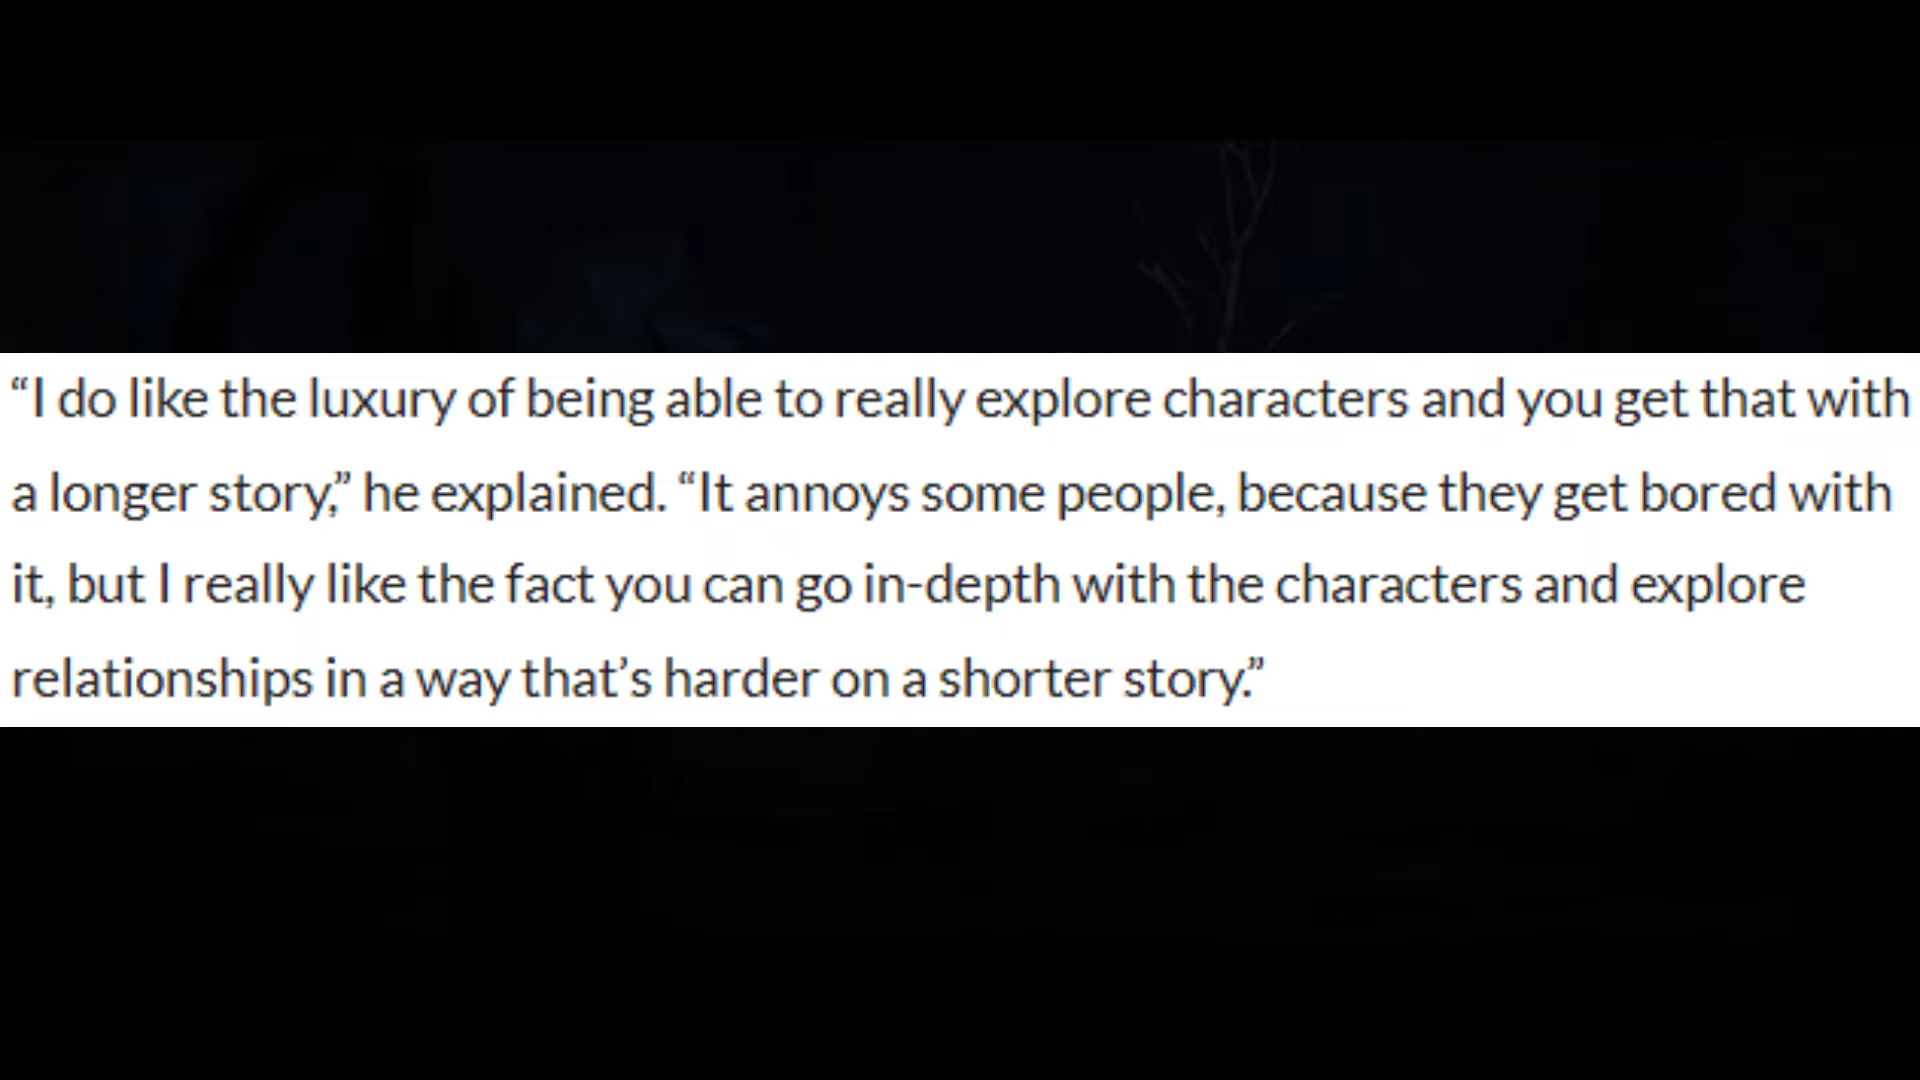 “I do like the luxury of being able to really explore characters and you get that with
a longer story,” he explained. “It annoys some people, because they get bored with
it, but I really like the fact you can go in-depth with the characters and explore
relationships in a way that’s harder on a shorter story.”